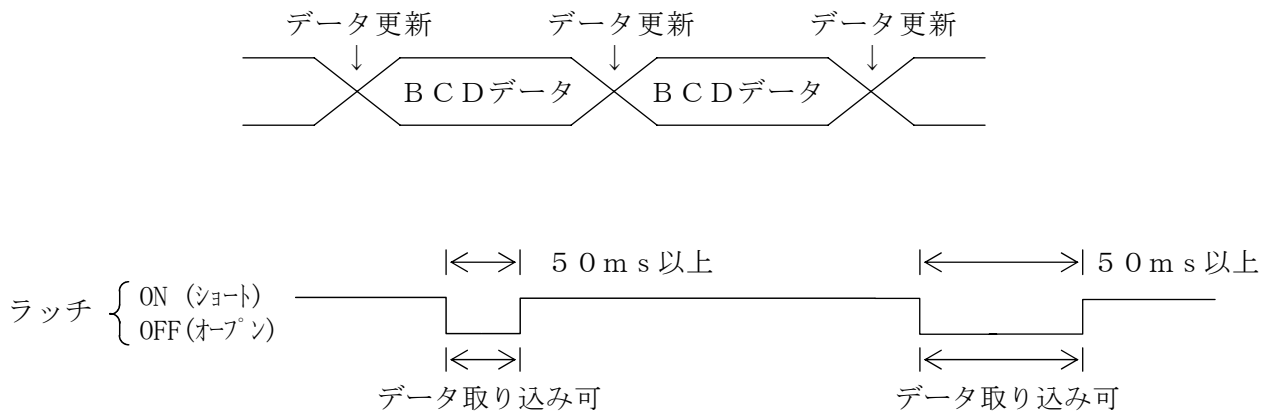 データ更新 データ更新 データ更新
ＢＣＤデータ ＢＣＤデータ
５０ｍｓ以上 ５０ｍｓ以上
ラッチ ON (ｼｮｰﾄ)
OFF(ｵｰﾌﾟﾝ)
データ取り込み可 データ取り込み可